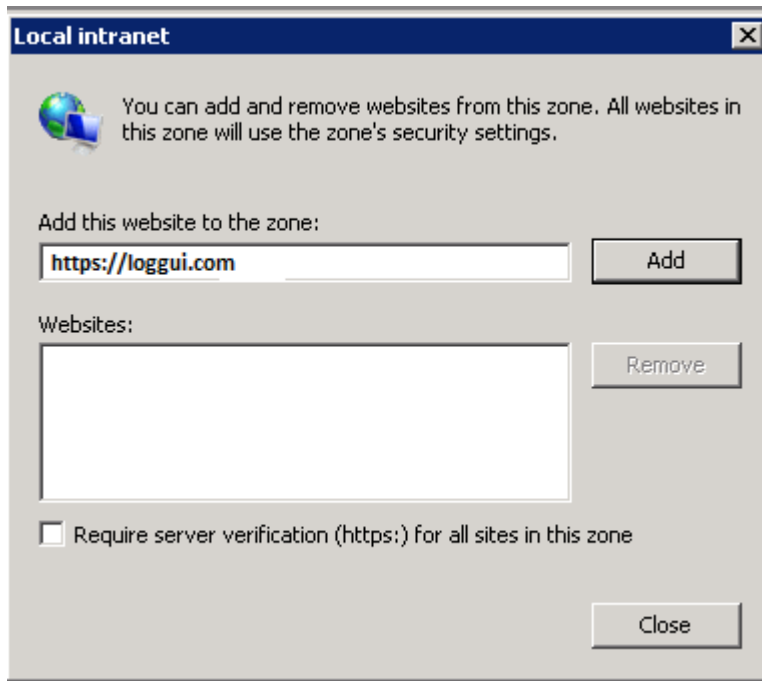 Local intranet
You can add and remove websites from this zone. All websites in
this zone will use the zone's security settings.
Add this website to the zone:
https://loggui.com
Add
Websites:
Remove
Require server verification (https:) for all sites in this zone
Close